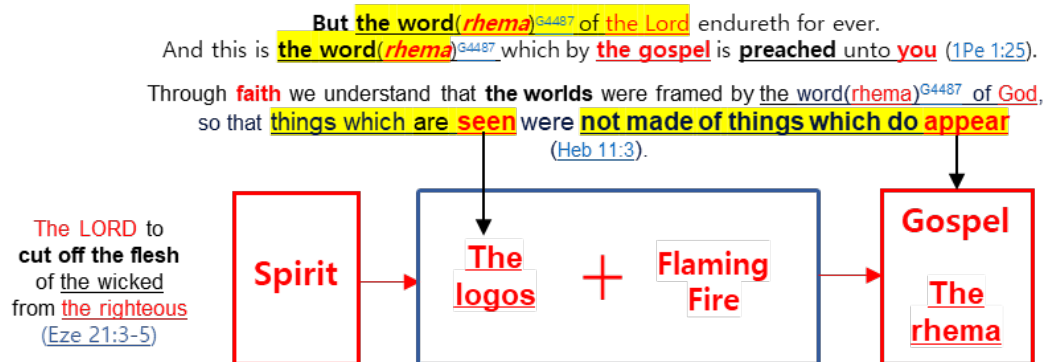 But the word(rhema)G4487 of the Lord endureth for ever.
And this is the word(rhema)G4487 which by the gospel is preached unto you (1Pe 1:25).
Through faith we understand that the worlds were framed by the word(rhema)G4487 of God,
so that things which are seen were not made of things which do appear
(Heb 11:3).
The LORD to
cut off the flesh
of the wicked
from the righteous
(Eze 21:3-5)
Spirit
The
logos
+
Flaming
Fire
Gospel
The
rhema